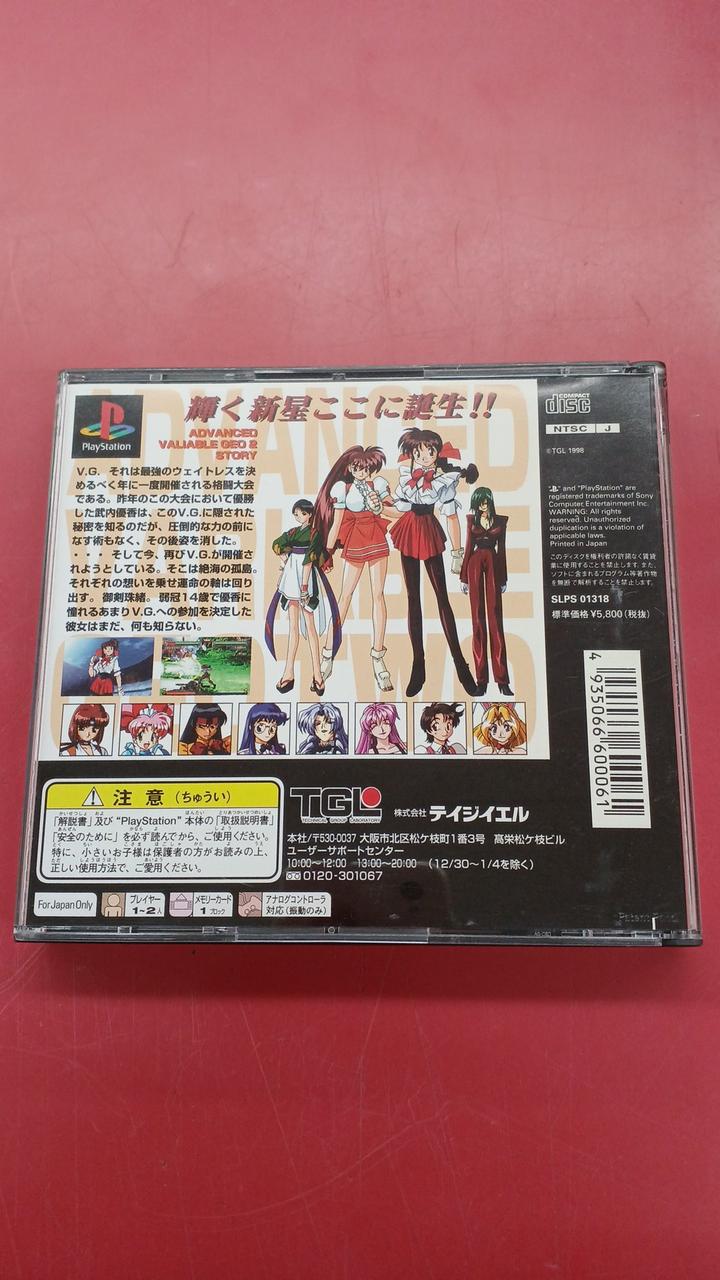 輝く新星ここに誕生!!
PlayStation
ADVANCED
VALIABLE GEO 2
STORY
V.G. それは最強のウェイトレスを決
めるべく年に一度開催される格闘大会
である。昨年のこの大会において優勝
した武内優香は、このV.G.に隠された
秘密を知るのだが、圧倒的な力の前に
なす術もなく、その後姿を消した。
・・・そして今、再びV.G.が開催さ
れようとしている。そこは絶海の孤島。
それぞれの想いを乗せ運命の軸は回り
出す。御剣珠緒。弱冠14歳で優香に
憧れるあまりV.G.への参加を決定した
彼女はまだ、何も知らない。
ADVANCED
VALIABLE
GEO TWO
COMPACT
disc
NTSC J
©TGL 1998
"PS" and "PlayStation" are
registered trademarks of Sony
Computer Entertainment Inc.
WARNING: All rights
reserved. Unauthorized
duplication is a violation of
applicable laws.
Printed in Japan
このディスクを権利者の許諾なく賃貸
業に使用することを禁止します。また、
ソフトに含まれるプログラム等著作物
を無断で解析することも禁止します。
SLPS 01318
標準価格 ¥5,800(税抜)
4935066600061
注意(ちゅうい)
「解説書」及び"PlayStation" 本体の「取扱説明書」
「安全のために」を必ず読んでから、ご使用ください。
特に、小さいお子様は保護者の方がお読みの上、
正しい使用方法で、ご愛用ください。
TGL
TECHNICAL GROUP LABORATORY
株式会社 テイジイエル
本社/〒530-0037 大阪市北区松ケ枝町1番3号 高栄松ケ枝ビル
ユーザーサポートセンター
10:00〜12:00 13:00〜20:00 (12/30〜1/4を除く)
0120-301067
For Japan Only
プレイヤー
1〜2人
メモリーカード
1ブロック
アナログコントローラ
対応(振動のみ)